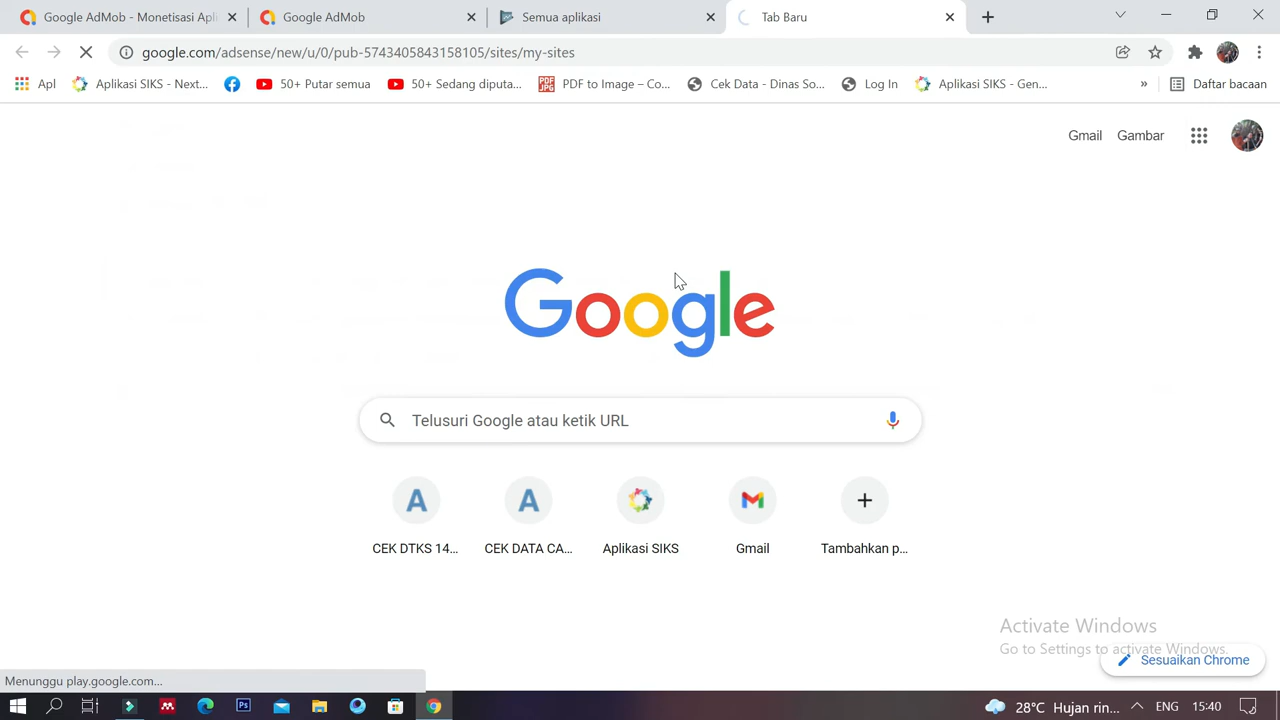 Google AdMob - Monetisasi Apl
Google AdMob
Semua aplikasi
Tab Baru
google.com/adsense/new/u/0/pub-5743405843158105/sites/my-sites
Apl
Aplikasi SIKS - Next...
50+ Putar semua
50+ Sedang diputa...
PDF to Image – Co...
Cek Data - Dinas So...
Log In
Aplikasi SIKS - Gen...
»
Daftar bacaan
Gmail
Gambar
Google
Telusuri Google atau ketik URL
CEK DTKS 14...
CEK DATA CA...
Aplikasi SIKS
Gmail
Tambahkan p...
Activate Windows
Go to Settings to activate Windows.
Sesuaikan Chrome
Menunggu play.google.com...
28°C Hujan rin...
ENG
15:40